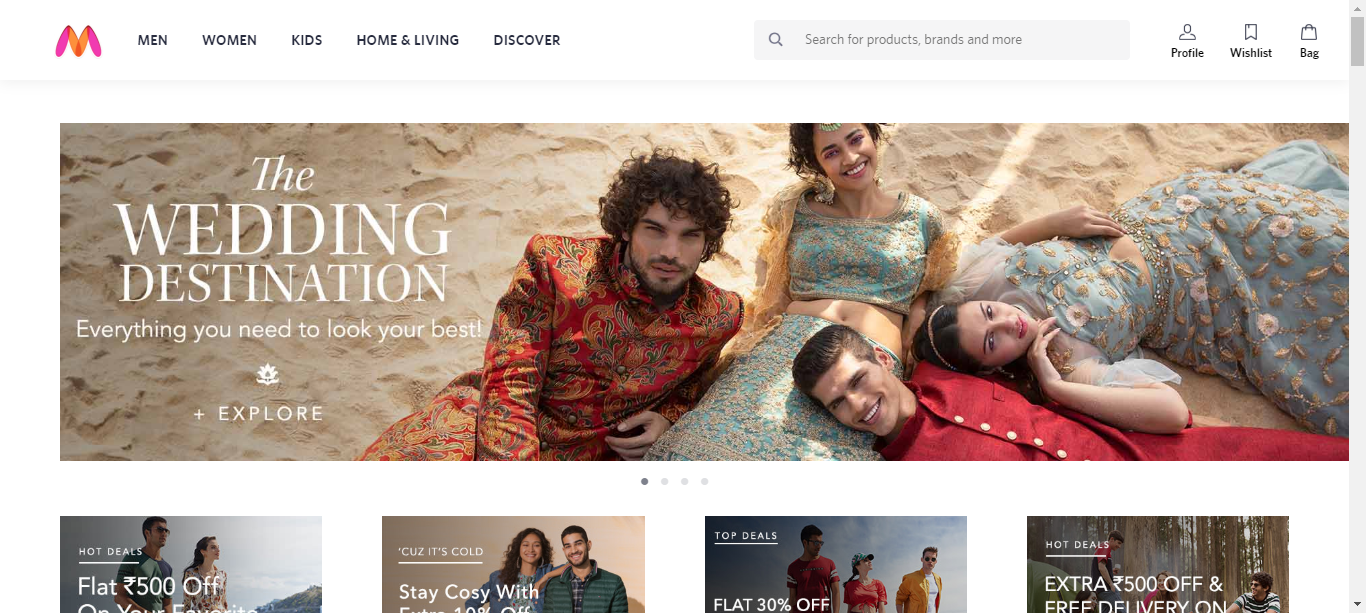 MEN WOMEN KIDS HOME & LIVING DISCOVER Search for products, brands and more Profile Wishlist Bag
The
WEDDING
DESTINATION
Everything you need to look your best!
+ EXPLORE
HOT DEALS
Flat ₹500 Off
On Your Favorite
'CUZ IT'S COLD
Stay Cosy With
Extra 10% Off
TOP DEALS
FLAT 30% OFF
HOT DEALS
EXTRA ₹500 OFF &
FREE DELIVERY ON